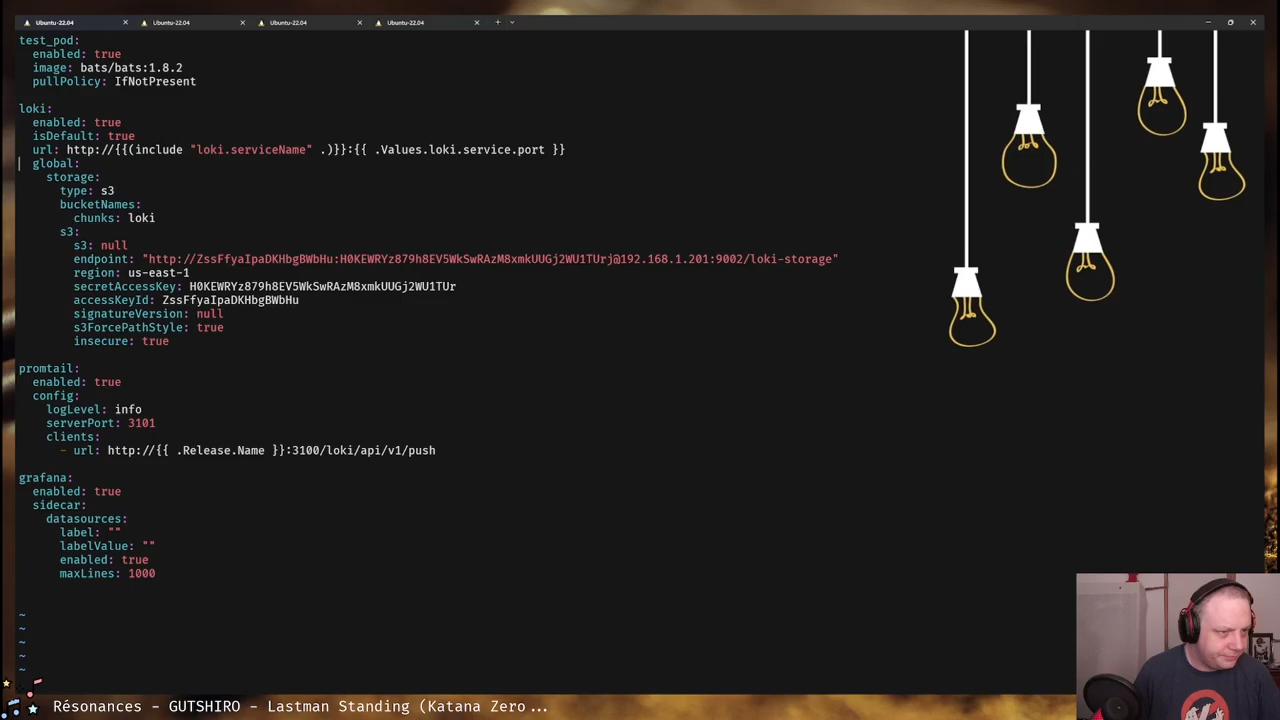 Ubuntu-22.04
Ubuntu-22.04
Ubuntu-22.04
Ubuntu-22.04
test_pod:
  enabled: true
  image: bats/bats:1.8.2
  pullPolicy: IfNotPresent
loki:
  enabled: true
  isDefault: true
  url: http://{{(include "loki.serviceName" .)}}:{{ .Values.loki.service.port }}
  global:
    storage:
      type: s3
      bucketNames:
        chunks: loki
      s3:
        s3: null
        endpoint: "http://ZssFfyaIpaDKHbgBWbHu:H0KEWRYz879h8EV5WkSwRAzM8xmkUUGj2WU1TUrj@192.168.1.201:9002/loki-storage"
        region: us-east-1
        secretAccessKey: H0KEWRYz879h8EV5WkSwRAzM8xmkUUGj2WU1TUr
        accessKeyId: ZssFfyaIpaDKHbgBWbHu
        signatureVersion: null
        s3ForcePathStyle: true
        insecure: true
promtail:
  enabled: true
  config:
    logLevel: info
    serverPort: 3101
    clients:
      - url: http://{{ .Release.Name }}:3100/loki/api/v1/push
grafana:
  enabled: true
  sidecar:
    datasources:
      label: ""
      labelValue: ""
      enabled: true
      maxLines: 1000
~
~
~
~
~
Résonances - GUTSHIRO - Lastman Standing (Katana Zero ...